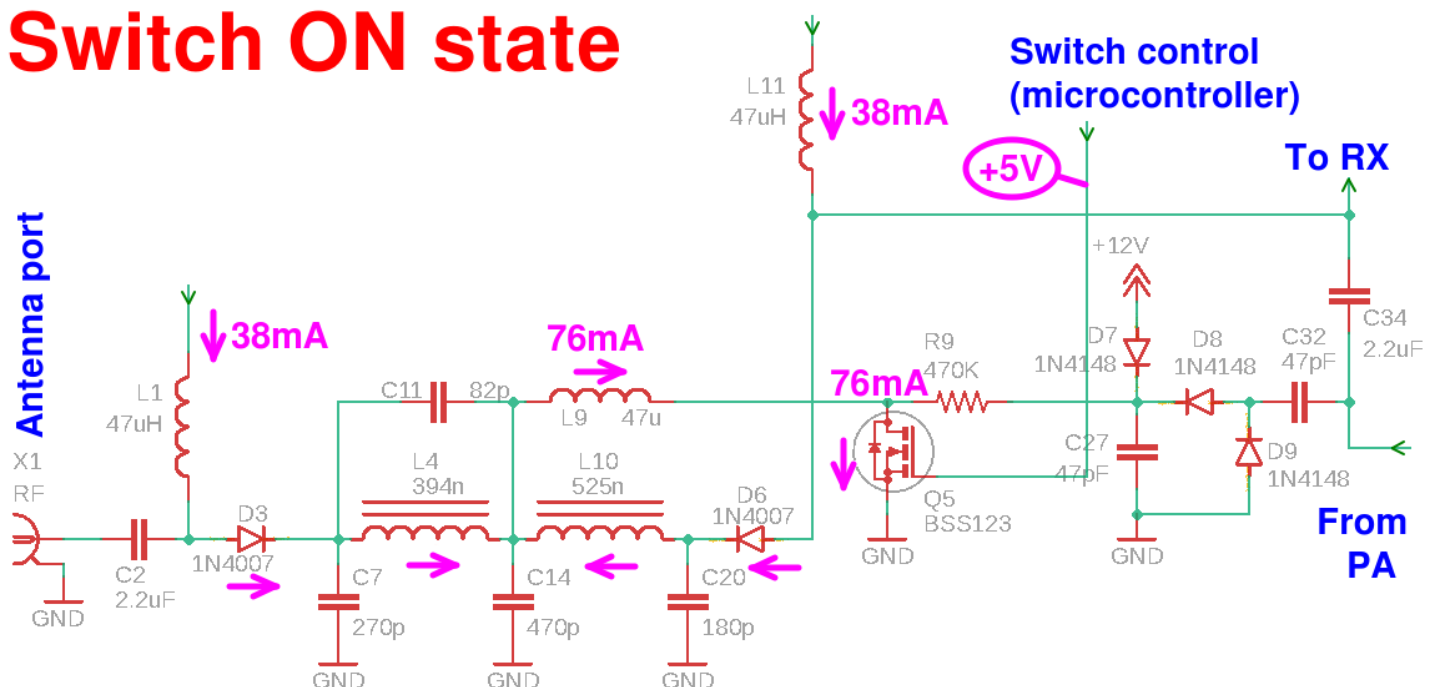 Switch ON state
Switch control
(microcontroller)
L11
47uH
38mA
+5V
To RX
Antenna port
+12V
38mA
76mA
R9
470K
D7
1N4148
D8
1N4148
C32
47pF
C34
2.2uF
L1
47uH
C11
82p
L9
47u
76mA
C27
47pF
D9
1N4148
X1
RF
L4
394n
L10
525n
D6
1N4007
Q5
BSS123
D3
1N4007
From
PA
GND
GND
C2
2.2uF
C7
270p
C14
470p
C20
180p
GND
GND
GND
GND